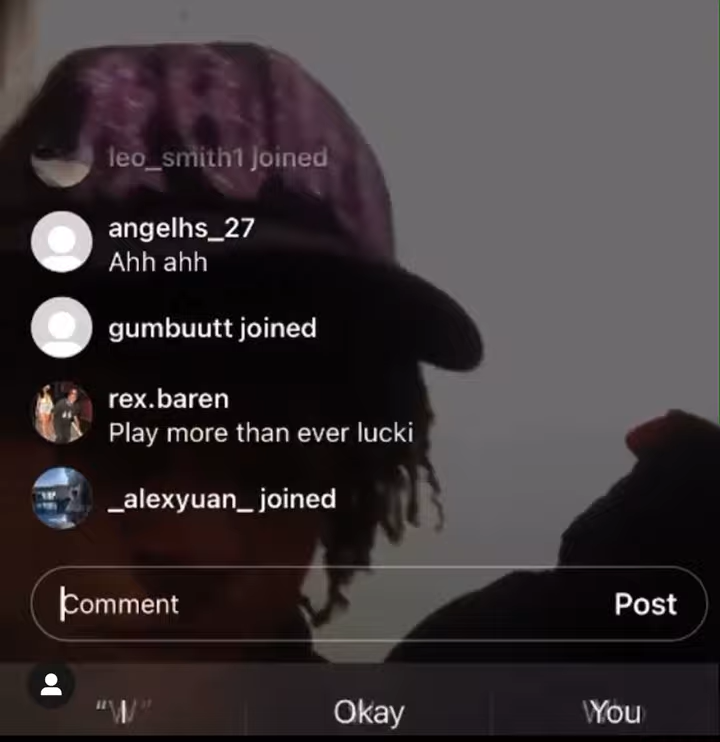 leo_smith1 joined
angelhs_27
Ahh ahh
gumbuutt joined
rex.baren
Play more than ever lucki
_alexyuan_ joined
Comment
Post
Okay
You